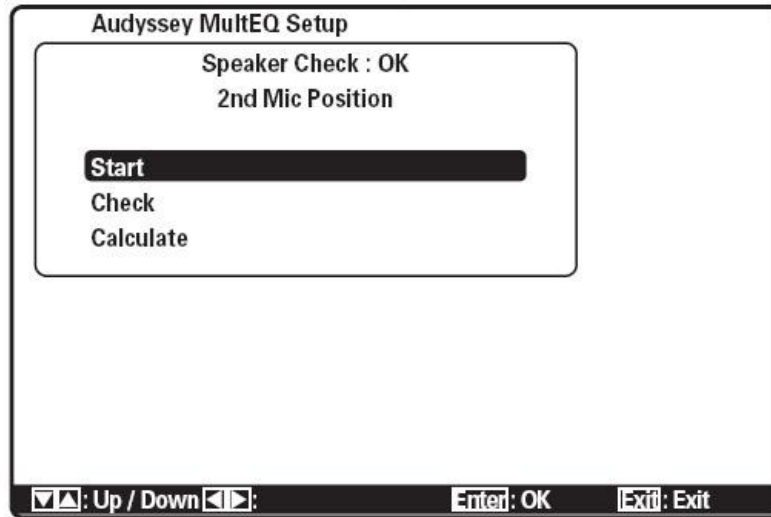 Audyssey MultEQ Setup
Speaker Check : OK
2nd Mic Position
Start
Check
Calculate
▼▲: Up / Down ◀▶: Enter: OK Exit: Exit